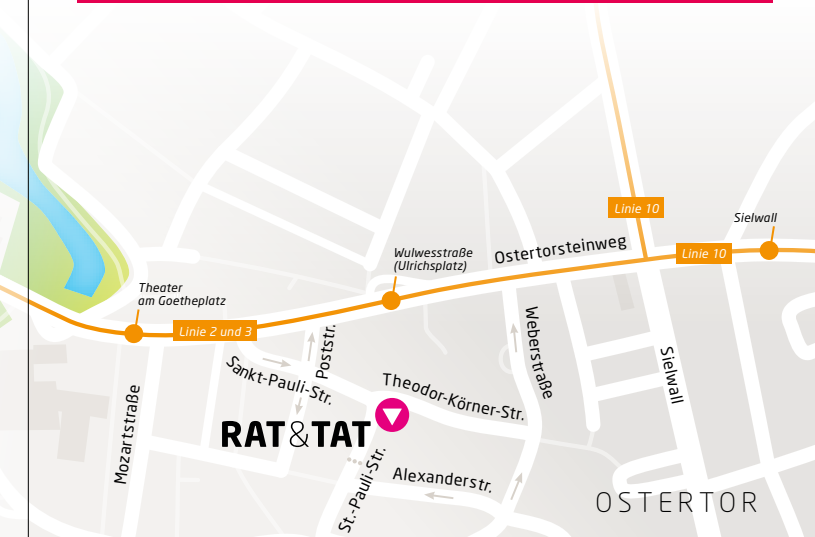 Linie 10
Sielwall
Ostertorsteinweg
Linie 10
Wulwesstraße
(Ulrichsplatz)
Theater
am Goetheplatz
Linie 2 und 3
Poststr.
Weberstraße
Sankt-Pauli-Str.
Theodor-Körner-Str.
Sielwall
Mozartstraße
RAT&TAT
St.-Pauli-Str.
Alexanderstr.
OSTERTOR